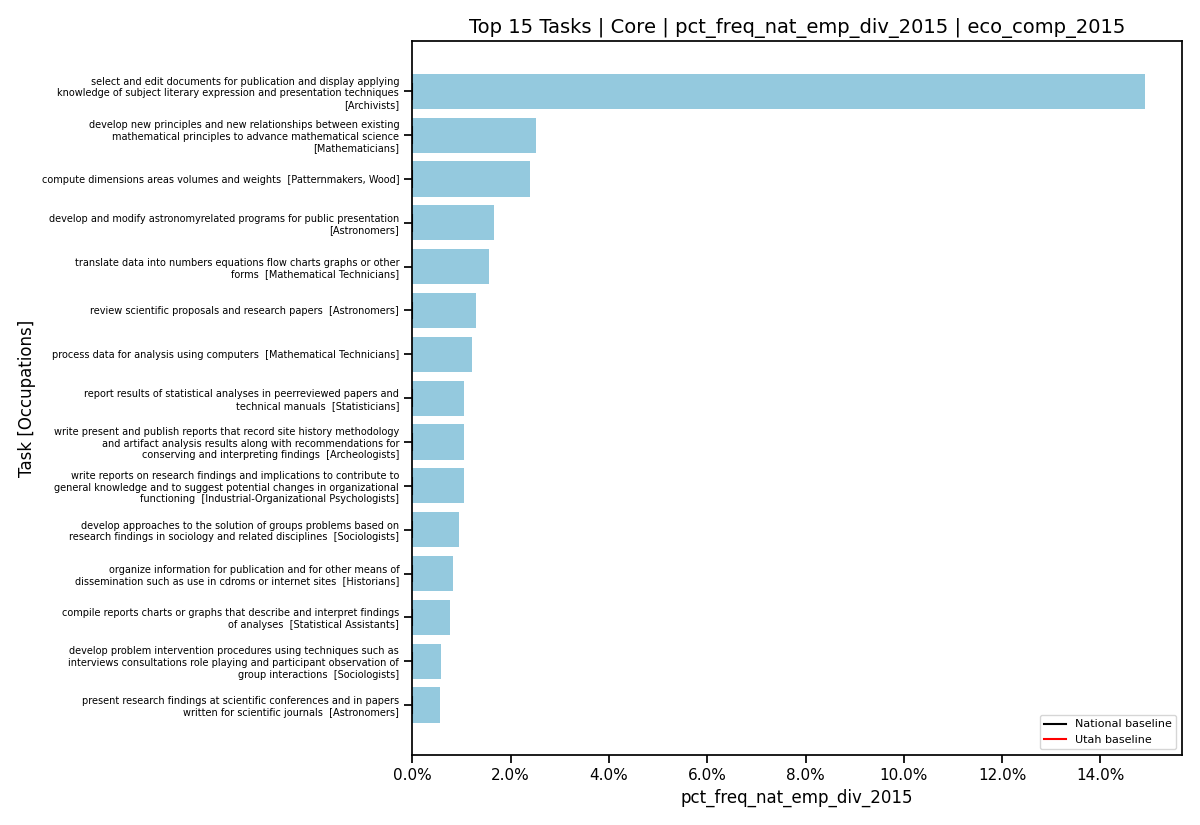 Top 15 Tasks | Core | pct_freq_nat_emp_div_2015 | eco_comp_2015
Task [Occupations]
select and edit documents for publication and display applying
knowledge of subject literary expression and presentation techniques
[Archivists]
develop new principles and new relationships between existing
mathematical principles to advance mathematical science
[Mathematicians]
compute dimensions areas volumes and weights  [Patternmakers, Wood]
develop and modify astronomyrelated programs for public presentation
[Astronomers]
translate data into numbers equations flow charts graphs or other
forms  [Mathematical Technicians]
review scientific proposals and research papers  [Astronomers]
process data for analysis using computers  [Mathematical Technicians]
report results of statistical analyses in peerreviewed papers and
technical manuals  [Statisticians]
write present and publish reports that record site history methodology
and artifact analysis results along with recommendations for
conserving and interpreting findings  [Archeologists]
write reports on research findings and implications to contribute to
general knowledge and to suggest potential changes in organizational
functioning  [Industrial-Organizational Psychologists]
develop approaches to the solution of groups problems based on
research findings in sociology and related disciplines  [Sociologists]
organize information for publication and for other means of
dissemination such as use in cdroms or internet sites  [Historians]
compile reports charts or graphs that describe and interpret findings
of analyses  [Statistical Assistants]
develop problem intervention procedures using techniques such as
interviews consultations role playing and participant observation of
group interactions  [Sociologists]
present research findings at scientific conferences and in papers
written for scientific journals  [Astronomers]
National baseline
Utah baseline
0.0% 2.0% 4.0% 6.0% 8.0% 10.0% 12.0% 14.0%
pct_freq_nat_emp_div_2015